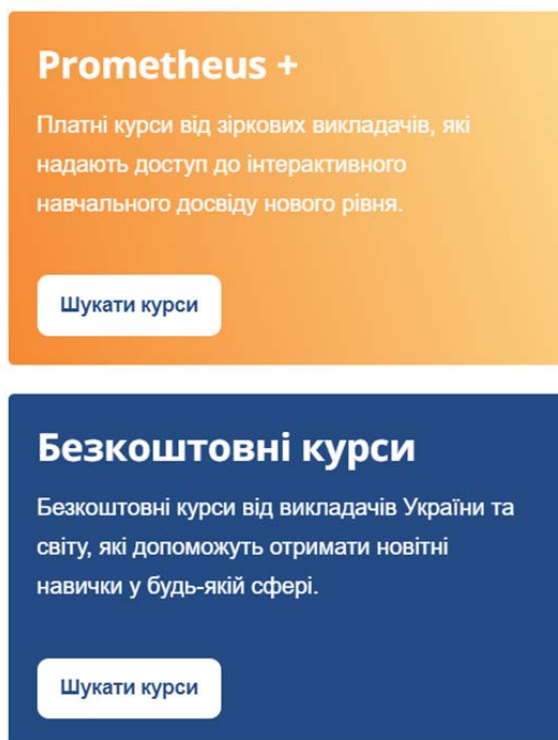 Prometheus +
Платні курси від зіркових викладачів, які
надають доступ до інтерактивного
навчального досвіду нового рівня.
Шукати курси
Безкоштовні курси
Безкоштовні курси від викладачів України та
світу, які допоможуть отримати новітні
навички у будь-якій сфері.
Шукати курси